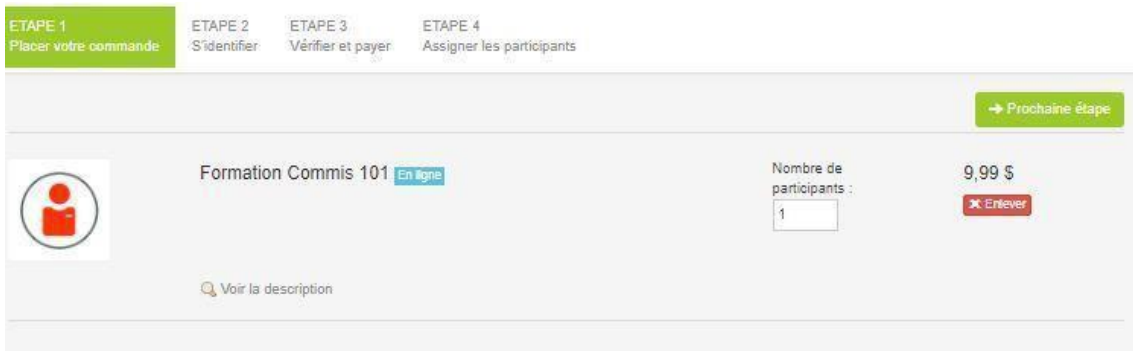 ETAPE 1
Placer votre commande
ETAPE 2
S'identifier
ETAPE 3
Vérifier et payer
ETAPE 4
Assigner les participants
Prochaine étape
Formation Commis 101 En ligne
Nombre de
participants :
1
9,99 $
Enlever
Voir la description